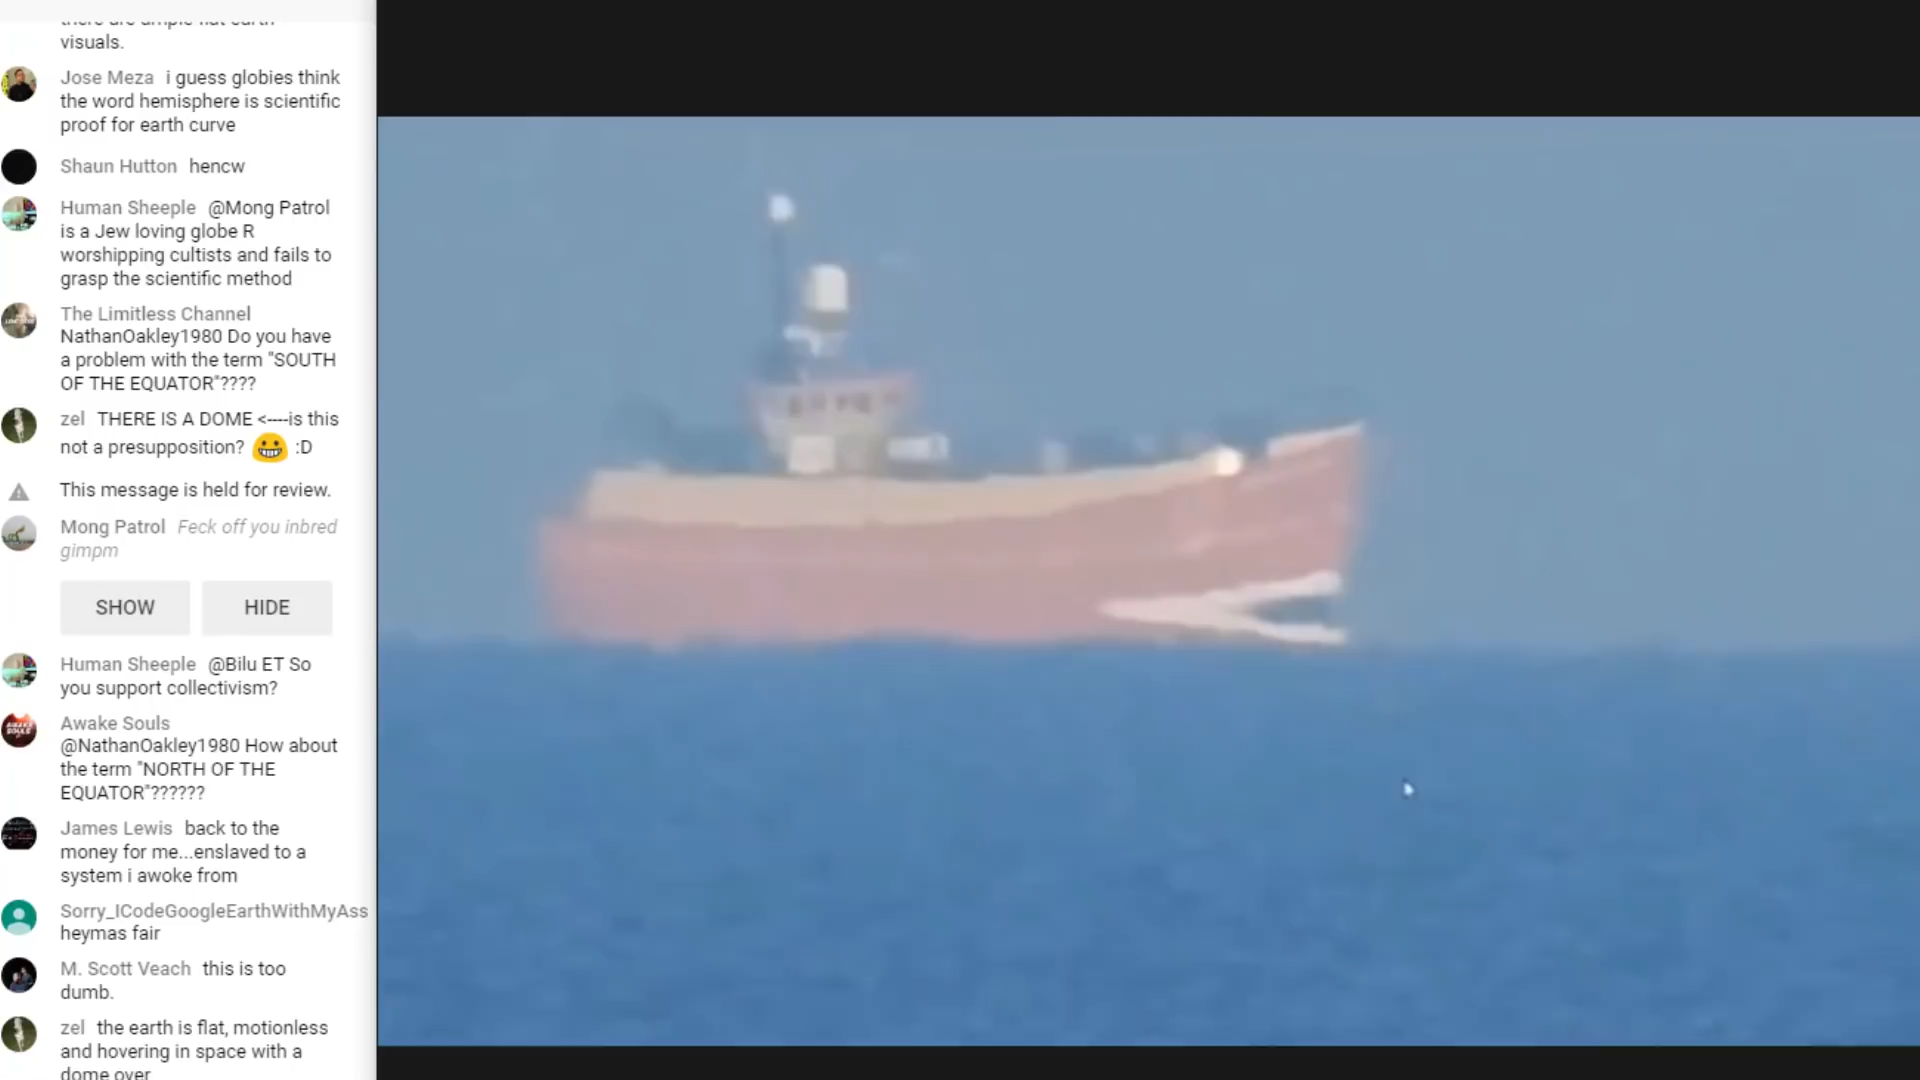 there are ample flat earth
visuals.
Jose Meza i guess globies think
the word hemisphere is scientific
proof for earth curve
Shaun Hutton hencw
Human Sheeple @Mong Patrol
is a Jew loving globe R
worshipping cultists and fails to
grasp the scientific method
The Limitless Channel
NathanOakley1980 Do you have
a problem with the term "SOUTH
OF THE EQUATOR"????
zel THERE IS A DOME <----is this
not a presupposition? 😀 :D
This message is held for review.
Mong Patrol Feck off you inbred
gimpm
SHOW HIDE
Human Sheeple @Bilu ET So
you support collectivism?
Awake Souls
@NathanOakley1980 How about
the term "NORTH OF THE
EQUATOR"??????
James Lewis back to the
money for me...enslaved to a
system i awoke from
Sorry_ICodeGoogleEarthWithMyAss
heymas fair
M. Scott Veach this is too
dumb.
zel the earth is flat, motionless
and hovering in space with a
dome over